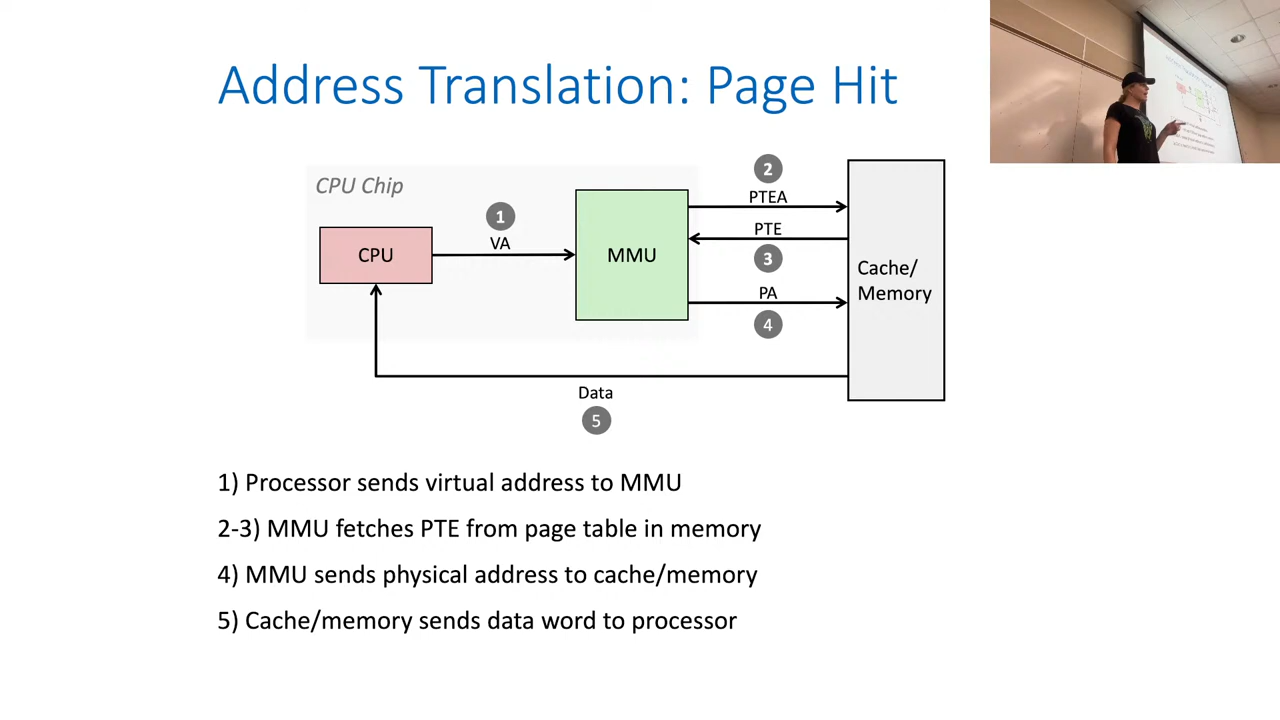 Address Translation: Page Hit
CPU Chip
1
VA
CPU
MMU
2
PTEA
PTE
3
PA
4
Cache/
Memory
Data
5
1) Processor sends virtual address to MMU
2-3) MMU fetches PTE from page table in memory
4) MMU sends physical address to cache/memory
5) Cache/memory sends data word to processor